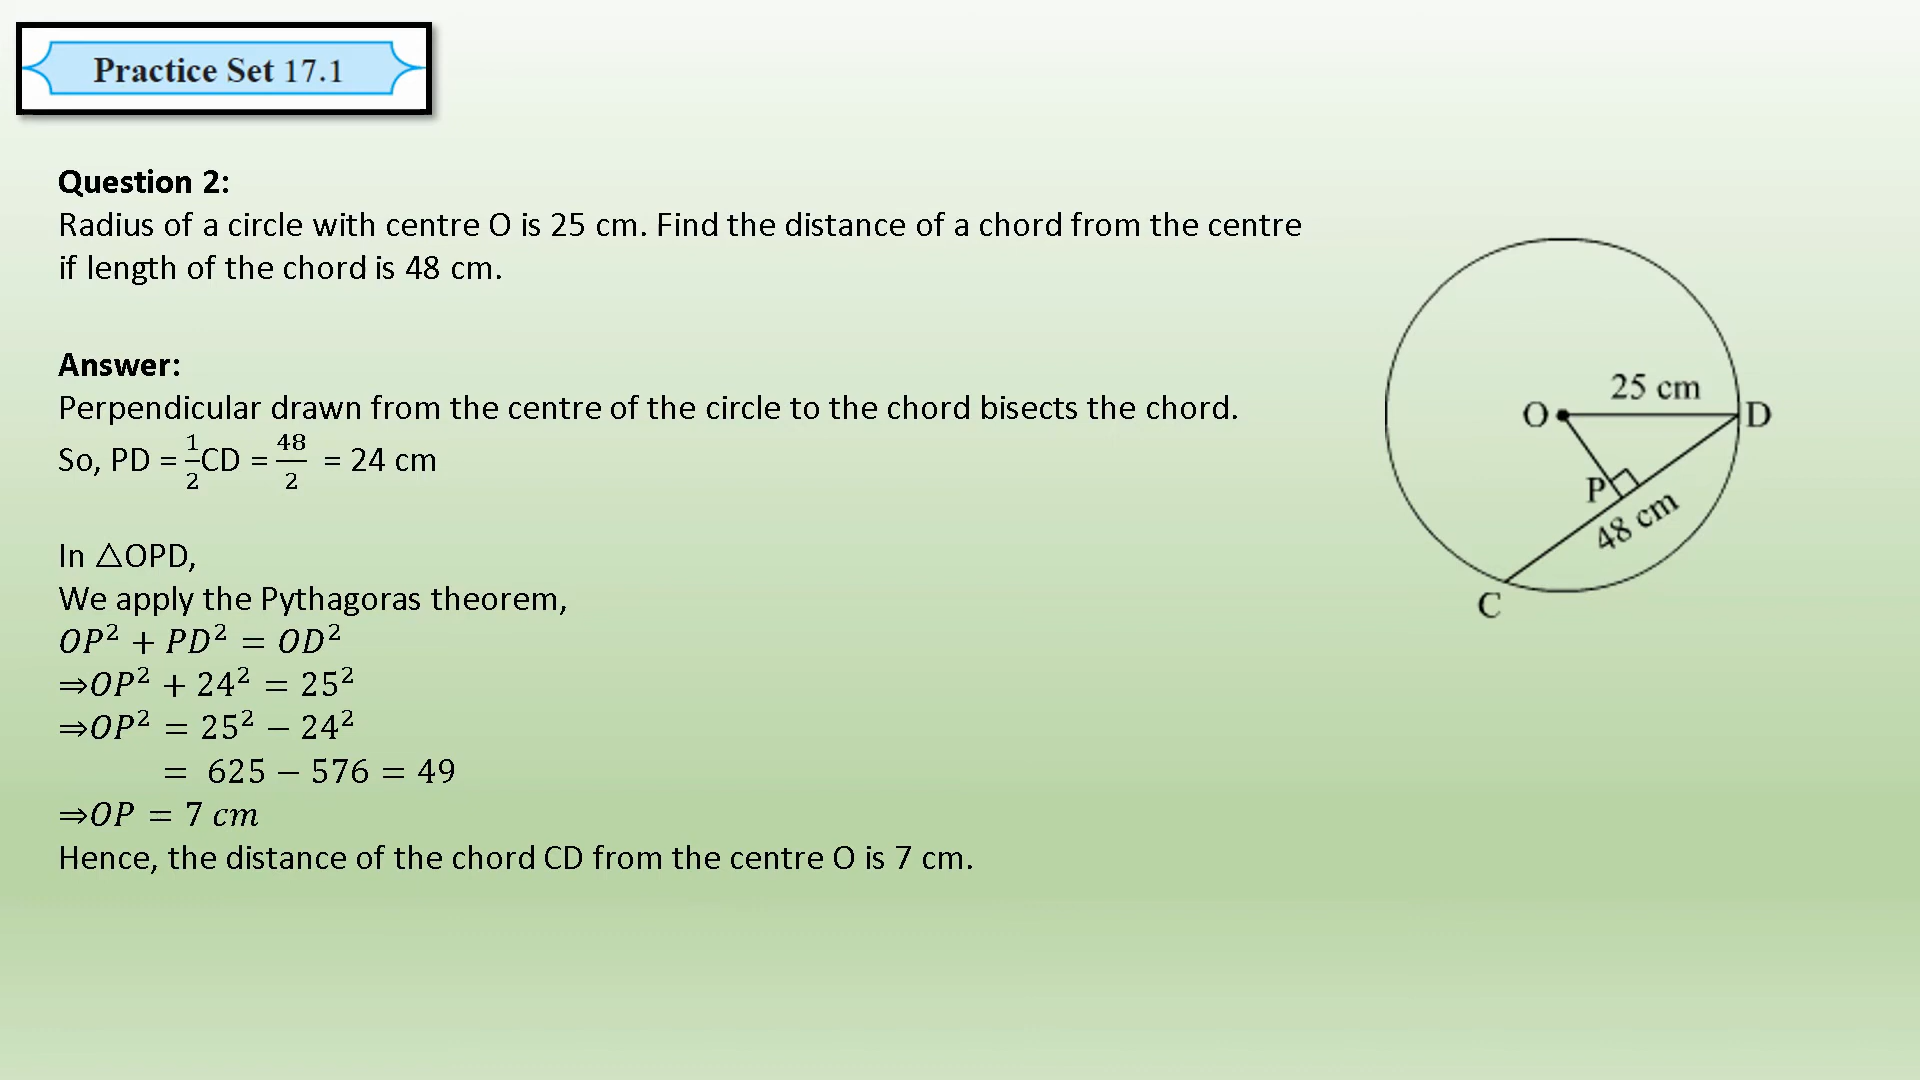 Practice Set 17.1
Question 2:
Radius of a circle with centre O is 25 cm. Find the distance of a chord from the centre
if length of the chord is 48 cm.
Answer:
Perpendicular drawn from the centre of the circle to the chord bisects the chord.
So, PD = 1/2 CD = 48/2 = 24 cm
In △OPD,
We apply the Pythagoras theorem,
OP² + PD² = OD²
⇒OP² + 24² = 25²
⇒OP² = 25² − 24²
= 625 − 576 = 49
⇒OP = 7 cm
Hence, the distance of the chord CD from the centre O is 7 cm.
25 cm
O
D
P
48 cm
C